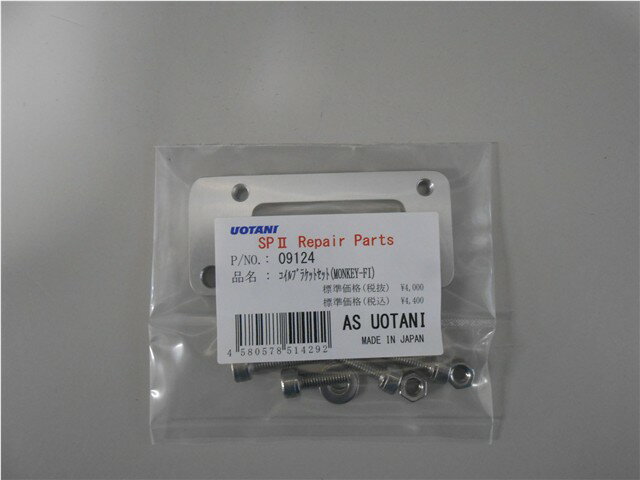 UOTANI
SPⅡ Repair Parts
P/NO.: 09124
品名 : ｺｲﾙﾌﾞﾗｹｯﾄｾｯﾄ(MONKEY-FI)
標準価格(税抜) ¥4,000
標準価格(税込) ¥4,400
AS UOTANI
MADE IN JAPAN
4 580578 514292